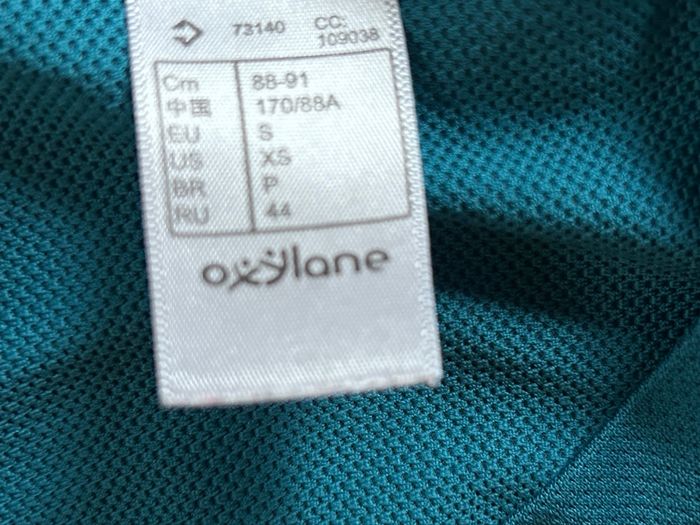 73140 CC:
109038
Cm 88-91
中国 170/88A
EU S
US XS
BR P
RU 44
oxylane